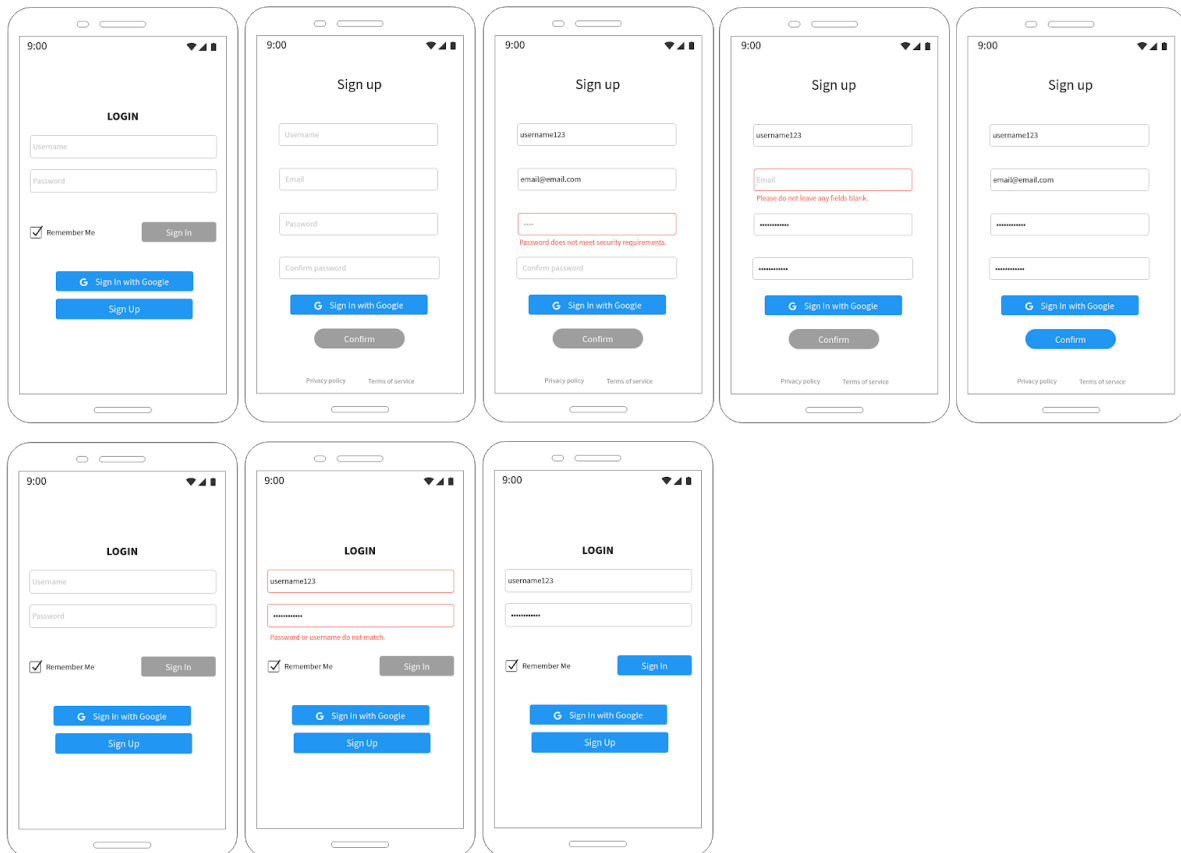 9:00
LOGIN
Username
Password
Remember Me
Sign In
G Sign In with Google
Sign Up
9:00
Sign up
Username
Email
Password
Confirm password
G Sign In with Google
Confirm
Privacy policy Terms of service
9:00
Sign up
username123
email@email.com
••••
Password does not meet security requirements.
Confirm password
G Sign In with Google
Confirm
Privacy policy Terms of service
9:00
Sign up
username123
Email
Please do not leave any fields blank.
••••••••••••
••••••••••••
G Sign In with Google
Confirm
Privacy policy Terms of service
9:00
Sign up
username123
email@email.com
••••••••••••
••••••••••••
G Sign In with Google
Confirm
Privacy policy Terms of service
9:00
LOGIN
Username
Password
Remember Me
Sign In
G Sign In with Google
Sign Up
9:00
LOGIN
username123
••••••••••••
Password or username do not match.
Remember Me
Sign In
G Sign In with Google
Sign Up
9:00
LOGIN
username123
••••••••••••
Remember Me
Sign In
G Sign In with Google
Sign Up